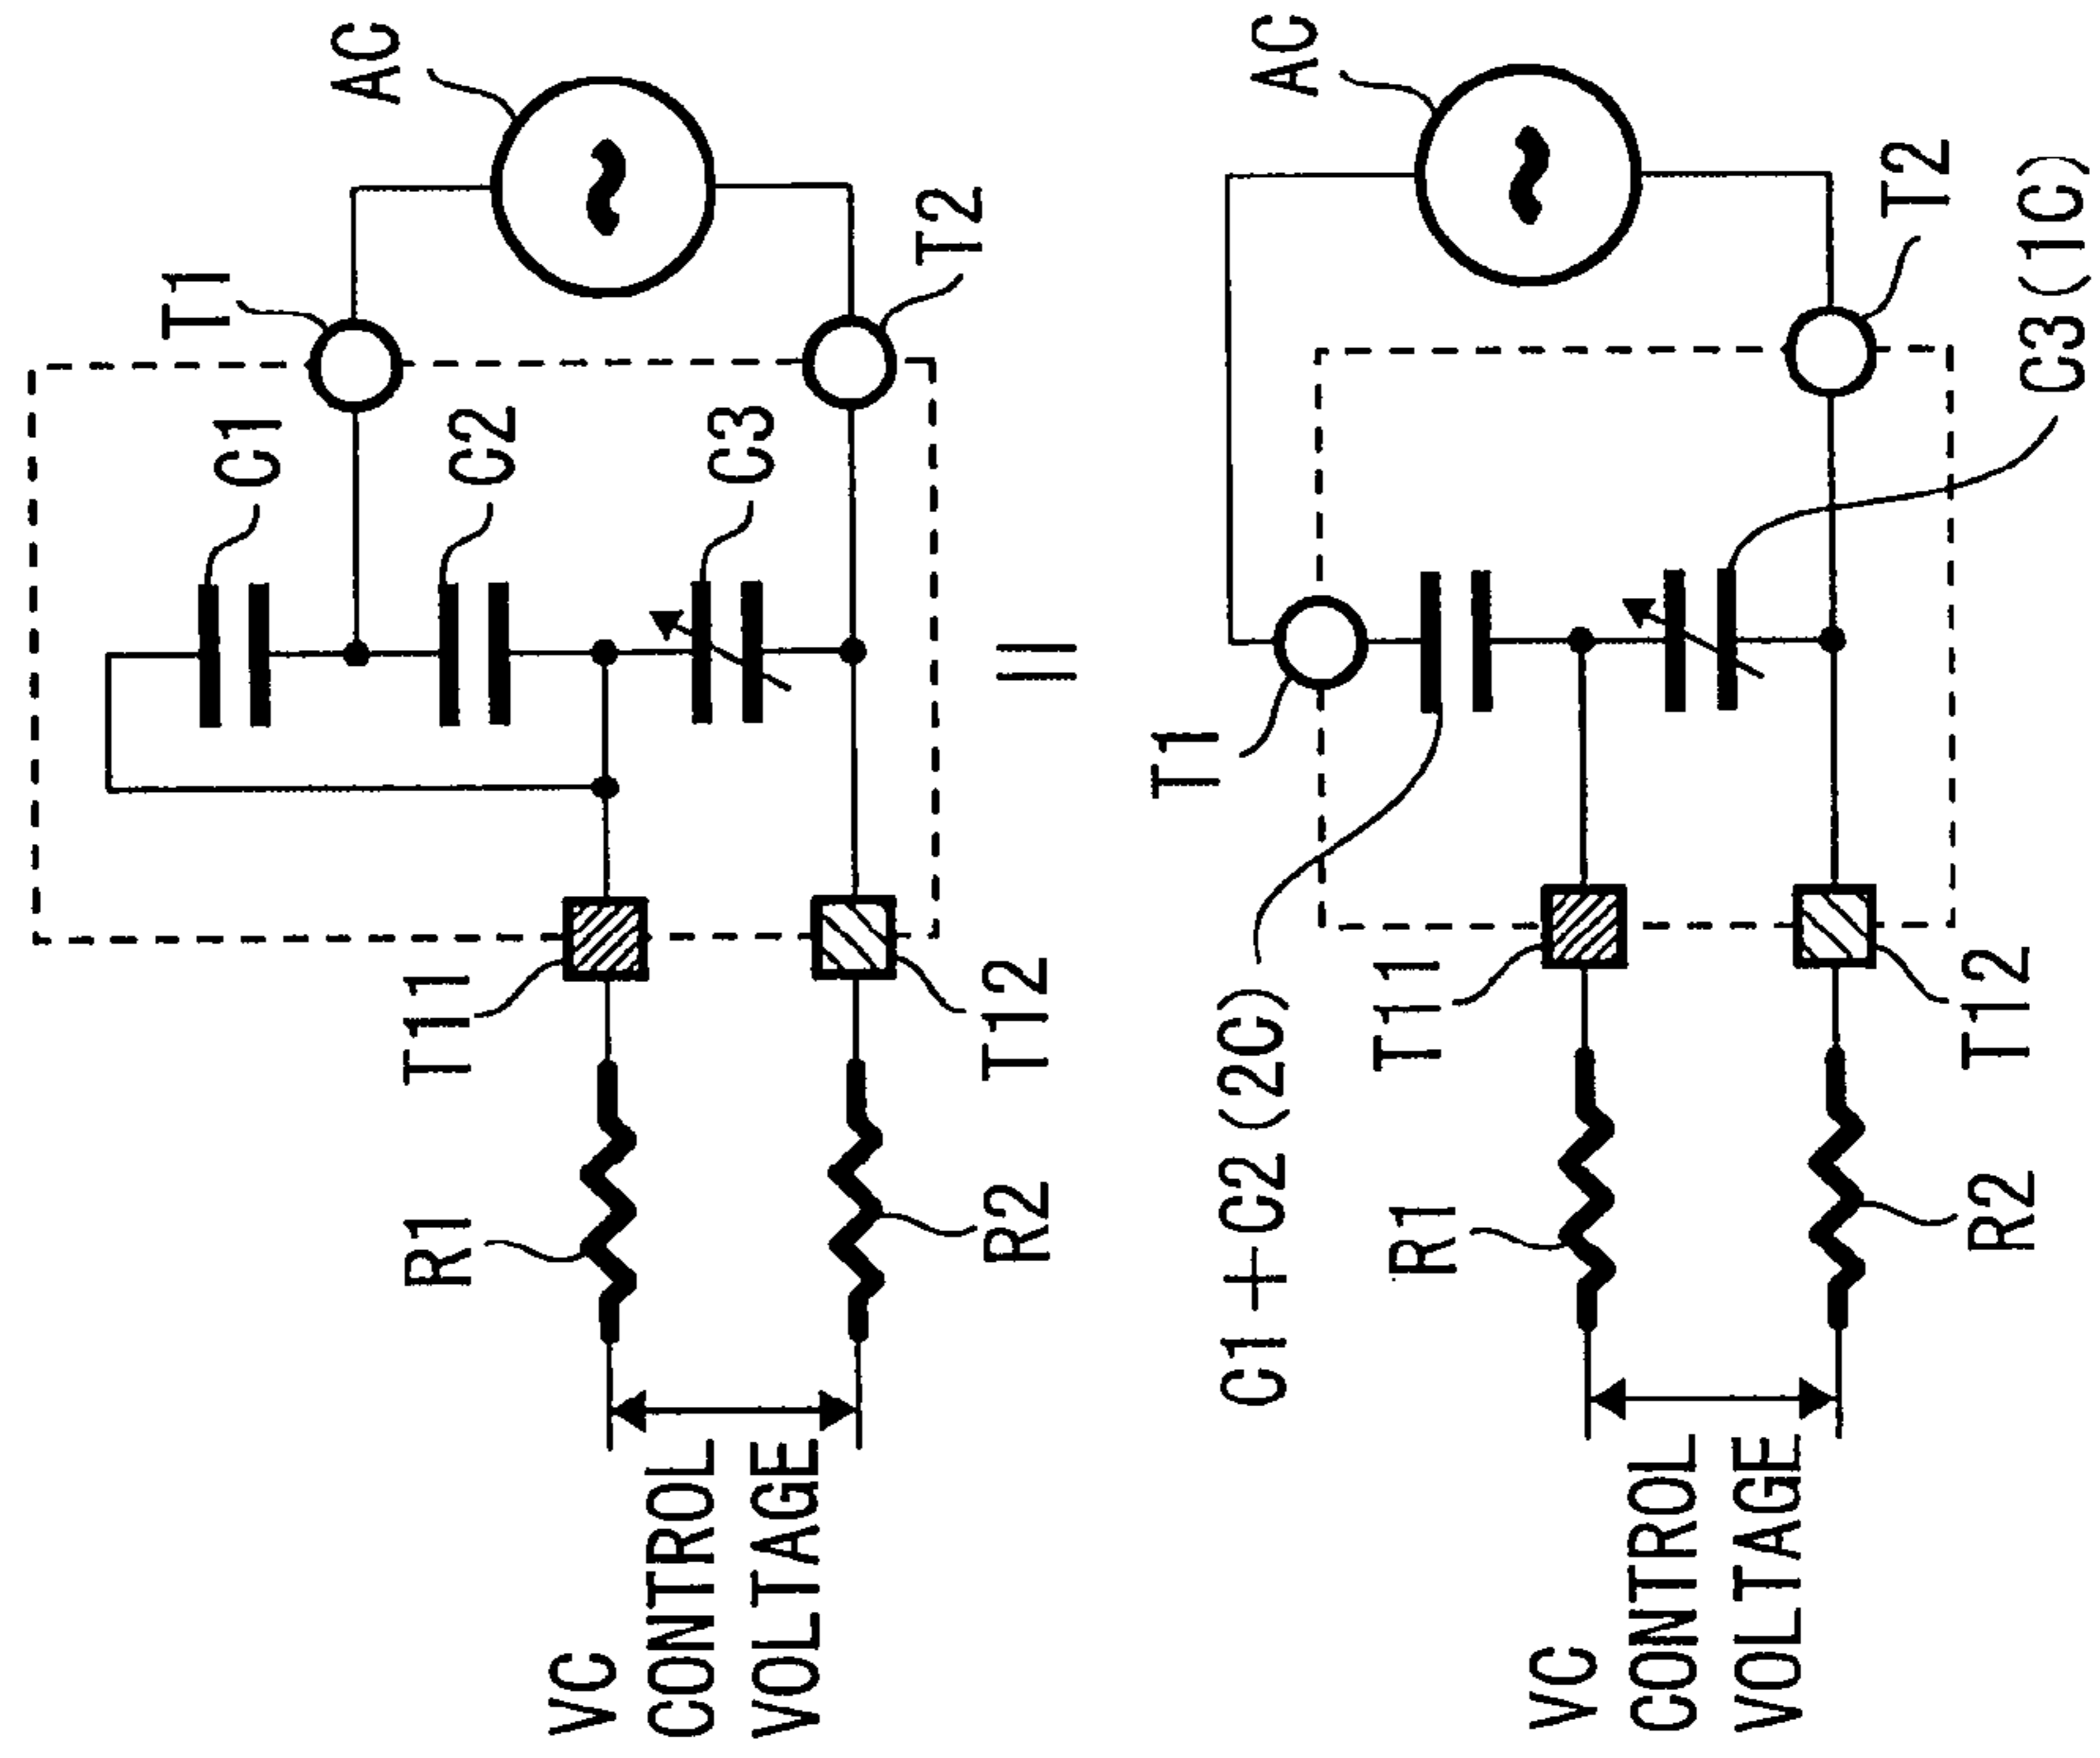 AC
T1
C1
C2
C3
T2
T11
T12
R1
R2
VC
CONTROL
VOLTAGE
=
AC
T1
T2
C3(1C)
C1+C2(2C)
T11
T12
R1
R2
VC
CONTROL
VOLTAGE